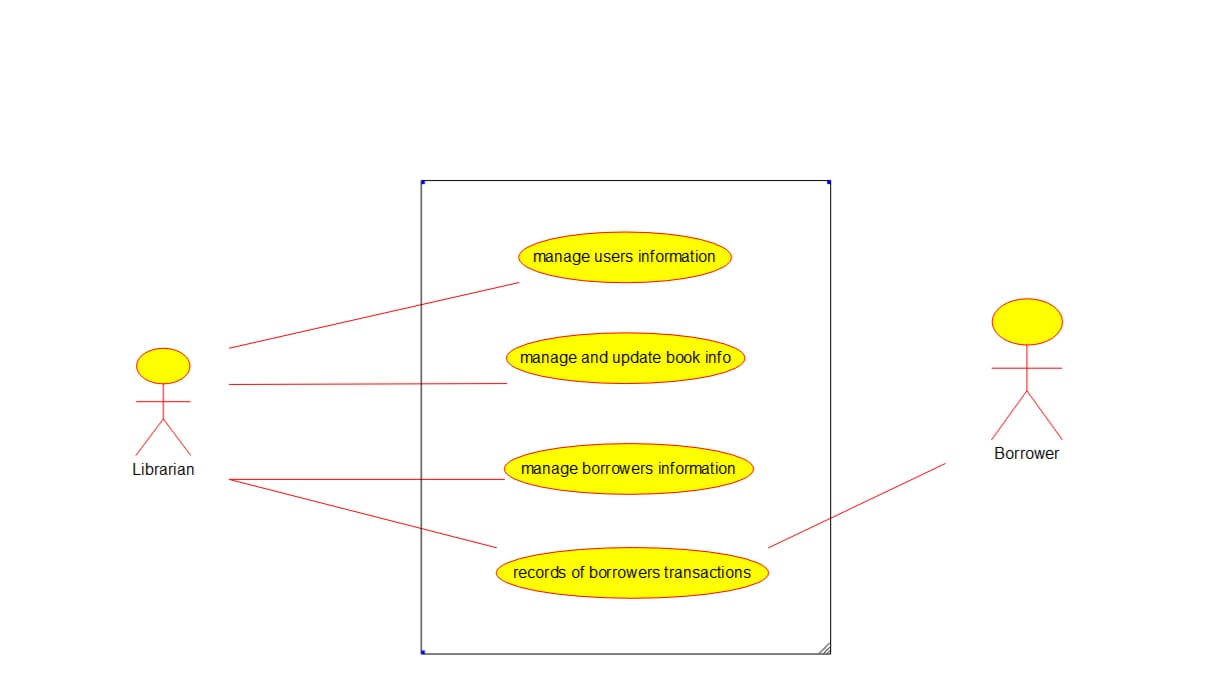 manage users information
manage and update book info
manage borrowers information
records of borrowers transactions
Librarian
Borrower